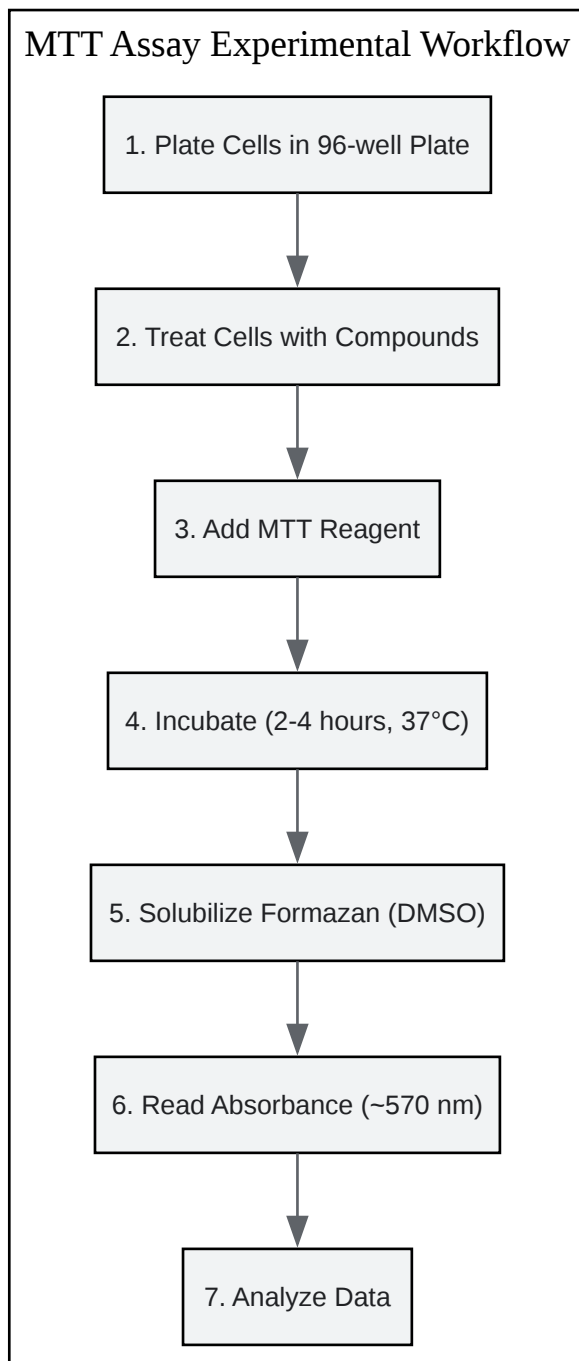 MTT Assay Experimental Workflow
1. Plate Cells in 96-well Plate
2. Treat Cells with Compounds
3. Add MTT Reagent
4. Incubate (2-4 hours, 37°C)
5. Solubilize Formazan (DMSO)
6. Read Absorbance (~570 nm)
7. Analyze Data